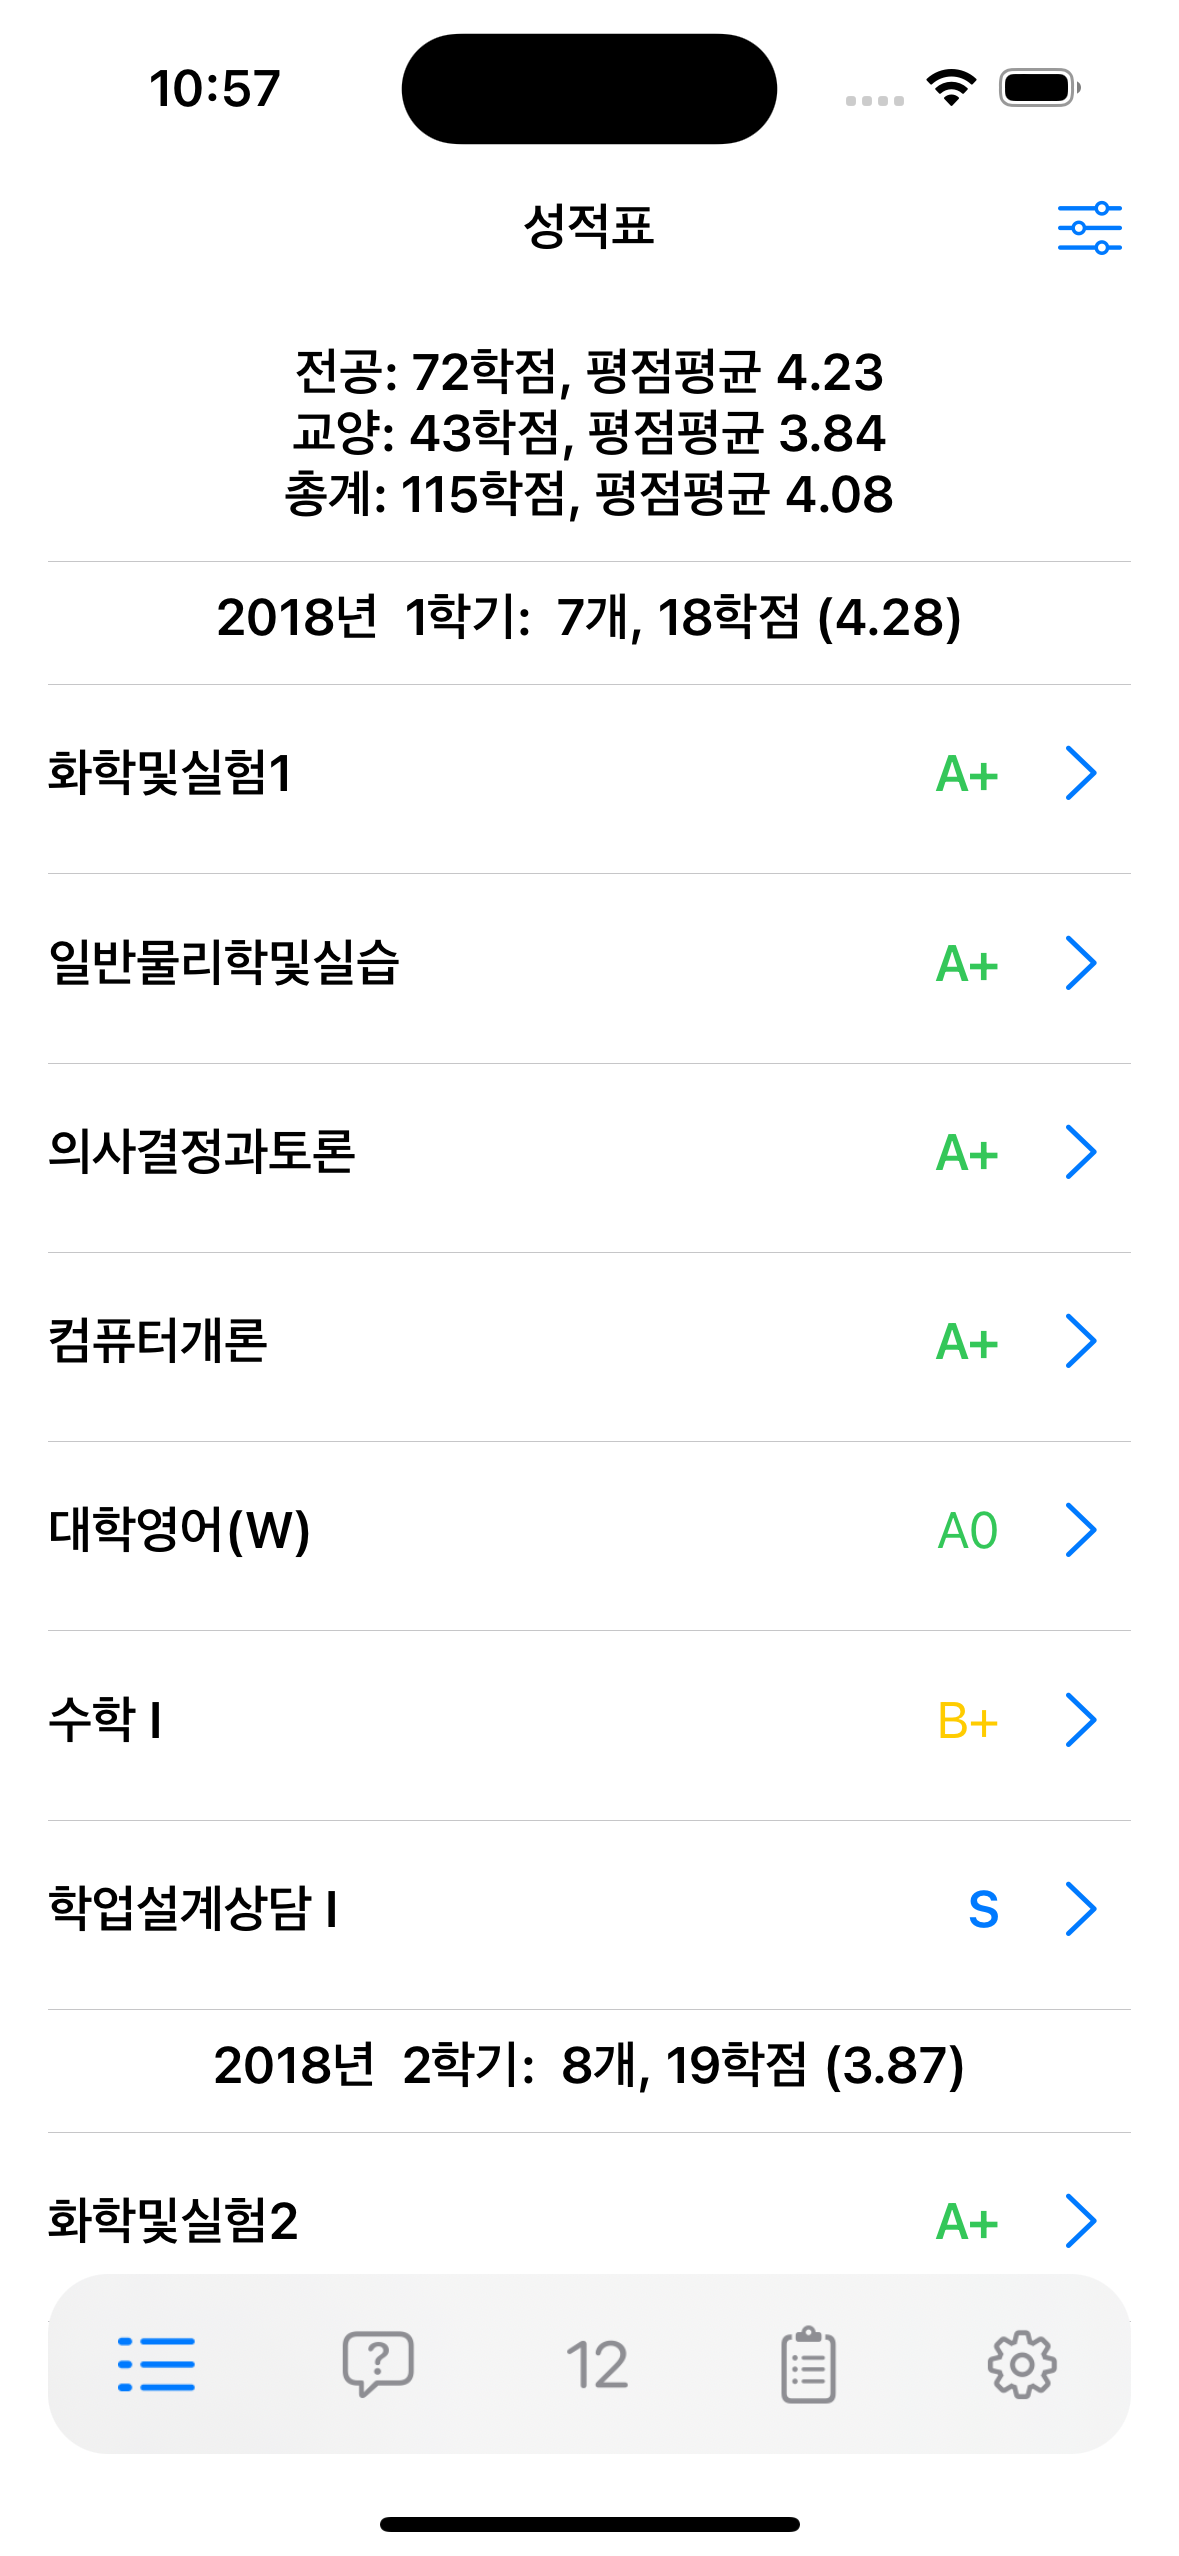 10:57
성적표
전공: 72학점, 평점평균 4.23
교양: 43학점, 평점평균 3.84
총계: 115학점, 평점평균 4.08
2018년 1학기: 7개, 18학점 (4.28)
화학및실험1 A+
일반물리학및실습 A+
의사결정과토론 A+
컴퓨터개론 A+
대학영어(W) A0
수학 I B+
학업설계상담 I S
2018년 2학기: 8개, 19학점 (3.87)
화학및실험2 A+
? 12